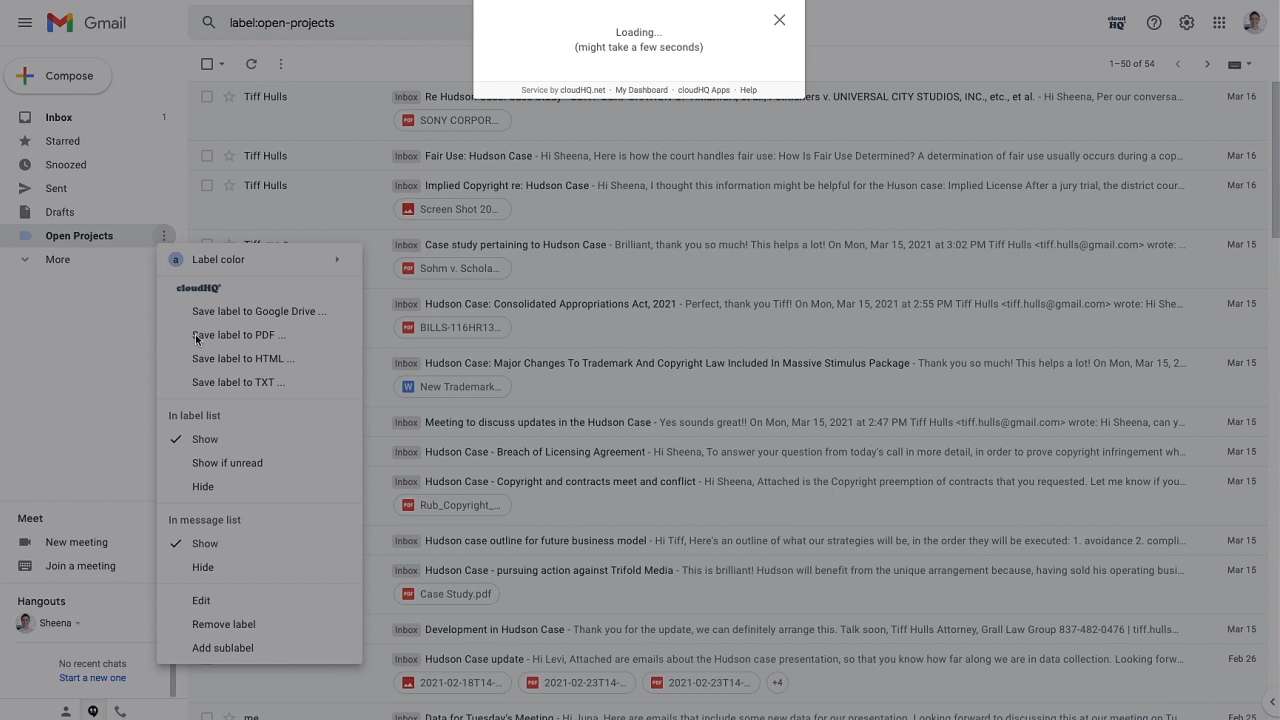 Gmail
label:open-projects
Loading...
(might take a few seconds)
Service by cloudHQ.net · My Dashboard · cloudHQ Apps · Help
cloud
HQ
Compose
1–50 of 54
Inbox 1
Starred
Snoozed
Sent
Drafts
Open Projects
More
a Label color
cloudHQ
Save label to Google Drive ...
Save label to PDF ...
Save label to HTML ...
Save label to TXT ...
In label list
Show
Show if unread
Hide
In message list
Show
Hide
Edit
Remove label
Add sublabel
Meet
New meeting
Join a meeting
Hangouts
Sheena
No recent chats
Start a new one
Tiff Hulls Inbox Re Hudson v. UNIVERSAL CITY STUDIOS, INC., etc., et al. - Hi Sheena, Per our conversa... Mar 16
PDF SONY CORPOR...
Tiff Hulls Inbox Fair Use: Hudson Case - Hi Sheena, Here is how the court handles fair use: How Is Fair Use Determined? A determination of fair use usually occurs during a cop... Mar 16
Tiff Hulls Inbox Implied Copyright re: Hudson Case - Hi Sheena, I thought this information might be helpful for the Huson case: Implied License After a jury trial, the district cour... Mar 16
Screen Shot 20...
Inbox Case study pertaining to Hudson Case - Brilliant, thank you so much! This helps a lot! On Mon, Mar 15, 2021 at 3:02 PM Tiff Hulls <tiff.hulls@gmail.com> wrote: ... Mar 15
PDF Sohm v. Schola...
Inbox Hudson Case: Consolidated Appropriations Act, 2021 - Perfect, thank you Tiff! On Mon, Mar 15, 2021 at 2:55 PM Tiff Hulls <tiff.hulls@gmail.com> wrote: Hi She... Mar 15
PDF BILLS-116HR13...
Inbox Hudson Case: Major Changes To Trademark And Copyright Law Included In Massive Stimulus Package - Thank you so much! This helps a lot! On Mon, Mar 15, 2... Mar 15
W New Trademark...
Inbox Meeting to discuss updates in the Hudson Case - Yes sounds great!! On Mon, Mar 15, 2021 at 2:47 PM Tiff Hulls <tiff.hulls@gmail.com> wrote: Hi Sheena, can y... Mar 15
Inbox Hudson Case - Breach of Licensing Agreement - Hi Sheena, To answer your question from today's call in more detail, in order to prove copyright infringement wh... Mar 15
Inbox Hudson Case - Copyright and contracts meet and conflict - Hi Sheena, Attached is the Copyright preemption of contracts that you requested. Let me know if you... Mar 15
PDF Rub_Copyright_...
Inbox Hudson case outline for future business model - Hi Tiff, Here's an outline of what our strategies will be, in the order they will be executed: 1. avoidance 2. compli... Mar 15
Inbox Hudson Case - pursuing action against Trifold Media - This is brilliant! Hudson will benefit from the unique arrangement because, having sold his operating busi... Mar 15
PDF Case Study.pdf
Inbox Development in Hudson Case - Thank you for the update, we can definitely arrange this. Talk soon, Tiff Hulls Attorney, Grall Law Group 837-482-0476 | tiff.hulls... Mar 15
Inbox Hudson Case update - Hi Levi, Attached are emails about the Hudson case presentation, so that you know how far along we are in data collection. Looking forw... Feb 26
2021-02-18T14-... PDF 2021-02-23T14-... PDF 2021-02-23T14-... +4
me Inbox Data for Tuesday's Meeting - Hi Juna, Here are emails that include some new data for our presentation. Looking forward to discussing this at our meeting on Tu... Feb 25